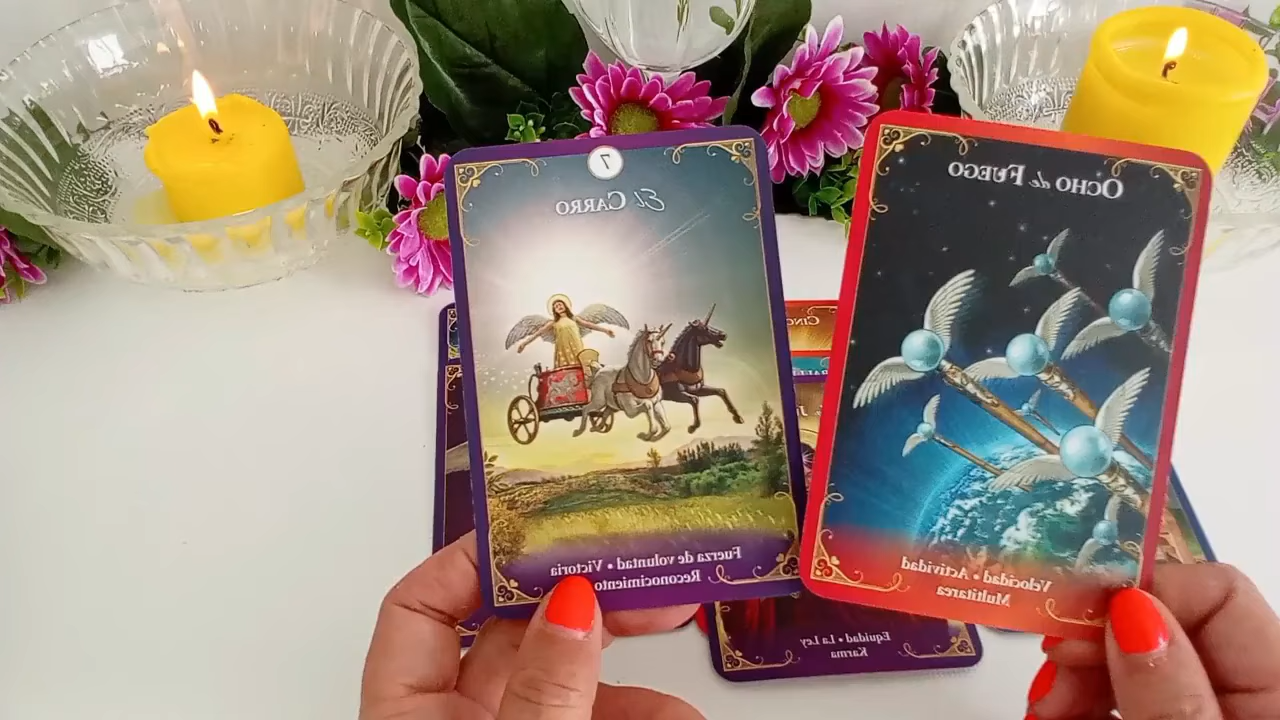 7
El Carro
Fuerza de voluntad • Victoria
Reconocimiento
Ocho de Fuego
Velocidad • Actividad
Multitarea
Equidad • La Ley
Karma